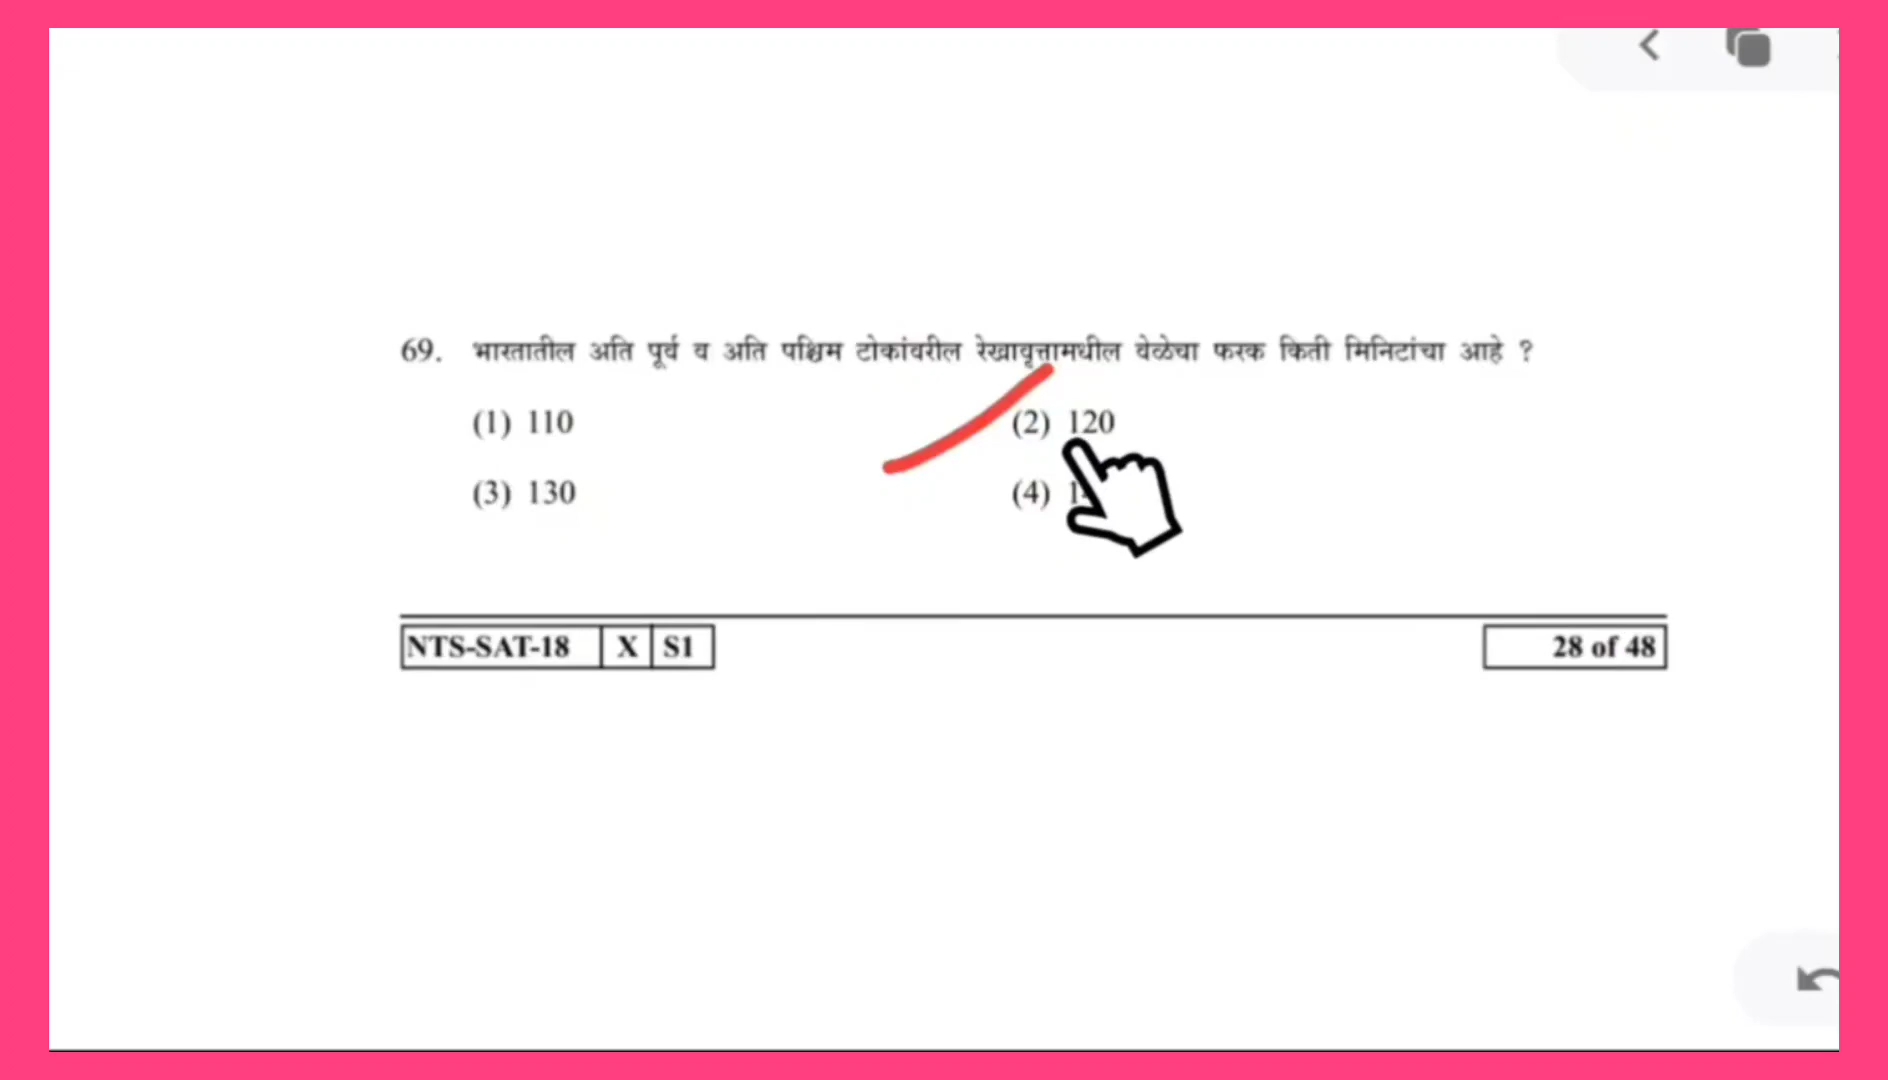 69. भारतातील अति पूर्व व अति पश्चिम टोकांवरील रेखावृत्तामधील वेळेचा फरक किती मिनिटांचा आहे ?
(1) 110 (2) 120
(3) 130 (4)
NTS-SAT-18 X S1 28 of 48